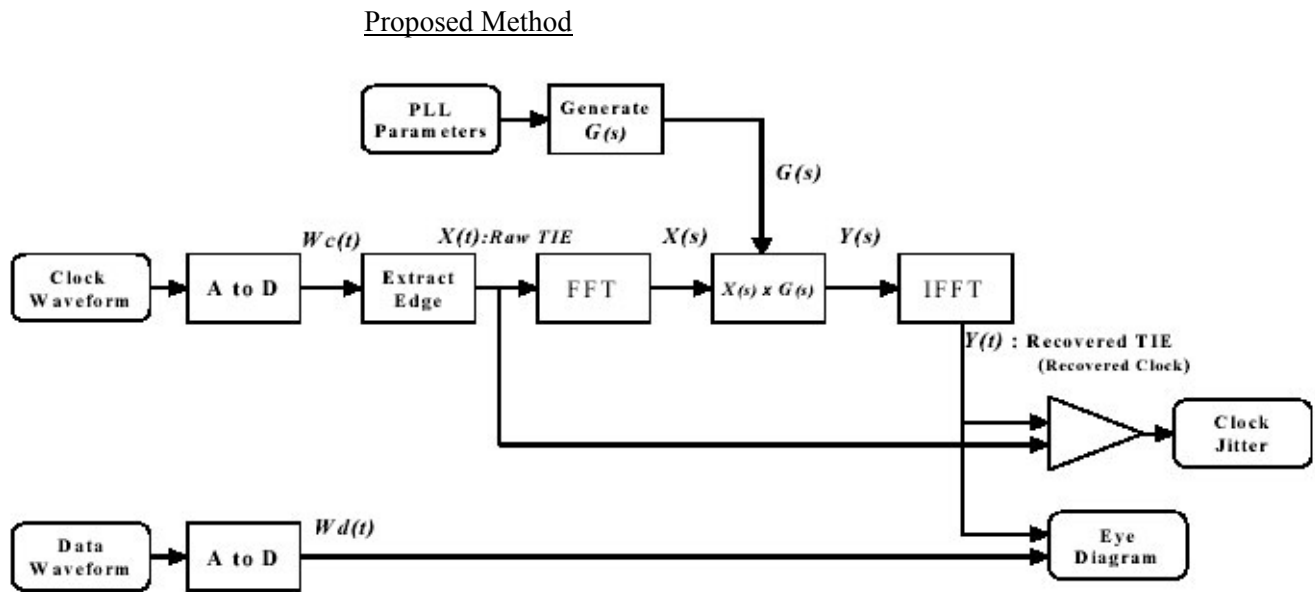 Proposed Method
PLL
Parameters
Generate
G(s)
G(s)
Clock
Waveform
A to D
Wc(t)
Extract
Edge
X(t):Raw TIE
FFT
X(s)
X(s) x G(s)
Y(s)
IFFT
Y(t) : Recovered TIE
(Recovered Clock)
Clock
Jitter
Data
Waveform
A to D
Wd(t)
Eye
Diagram